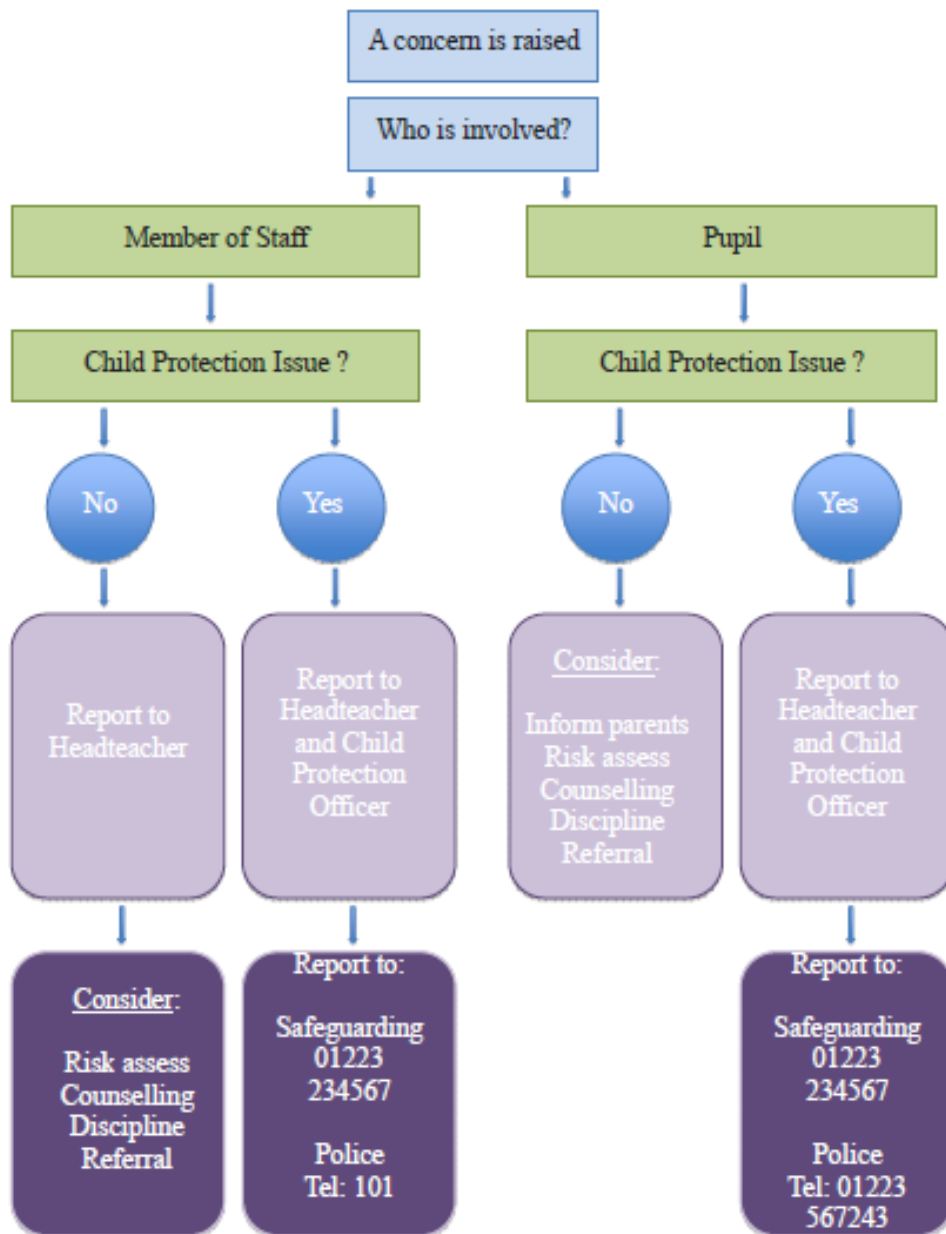 A concern is raised
Who is involved?
Member of Staff
Pupil
Child Protection Issue ?
Child Protection Issue ?
No
Yes
No
Yes
Report to
Headteacher
Report to
Headteacher
and Child
Protection
Officer
Consider:
Inform parents
Risk assess
Counselling
Discipline
Referral
Report to
Headteacher
and Child
Protection
Officer
Consider:
Risk assess
Counselling
Discipline
Referral
Report to:
Safeguarding
01223
234567
Police
Tel: 101
Report to:
Safeguarding
01223
234567
Police
Tel: 01223
567243